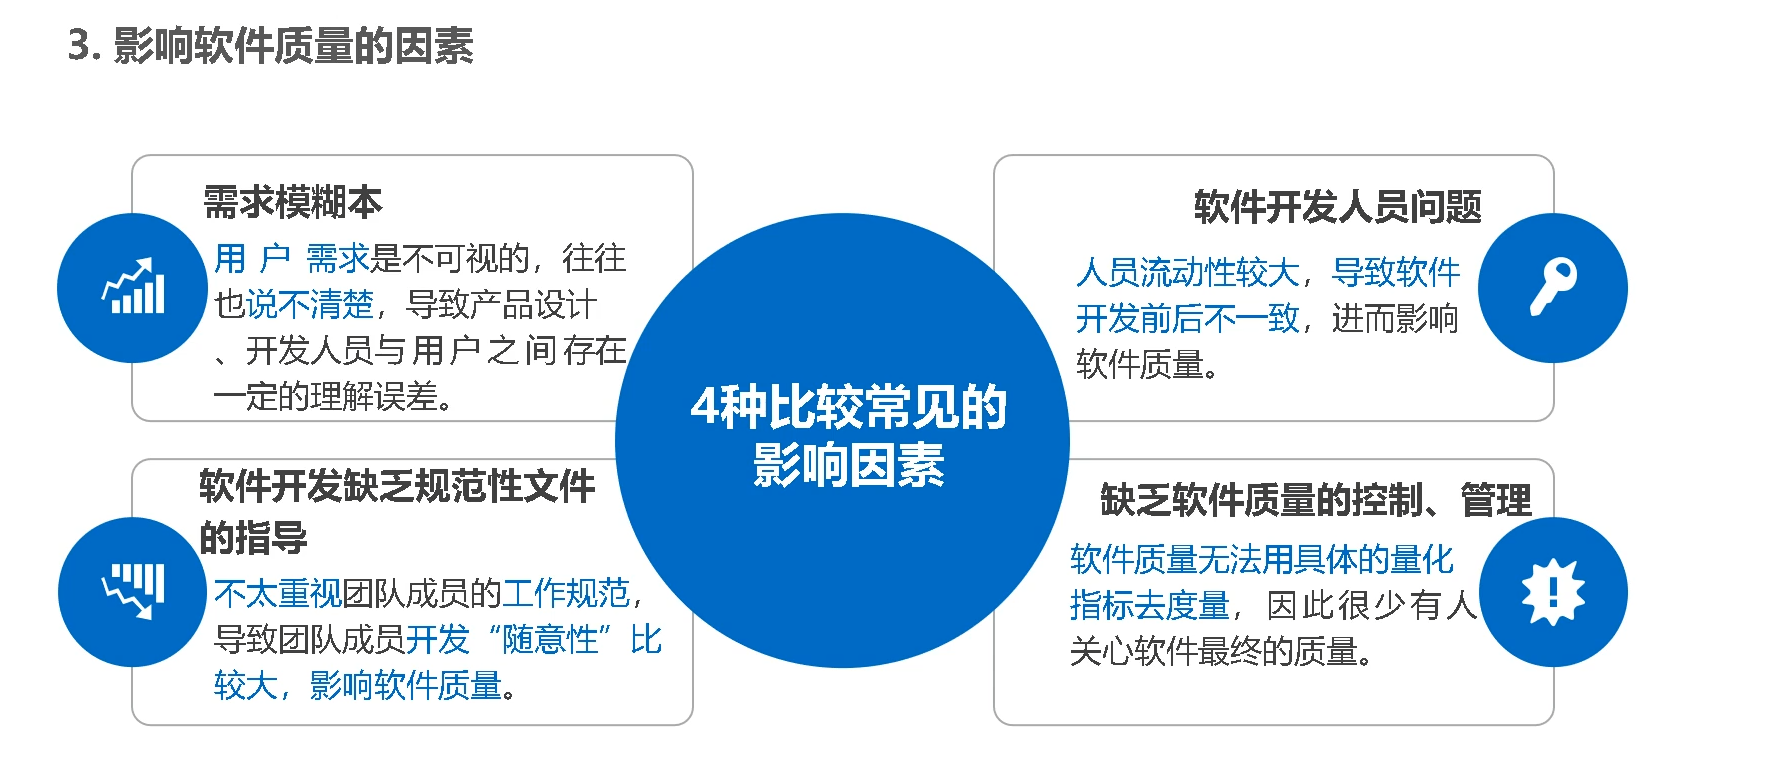 3. 影响软件质量的因素
需求模糊本
用 户 需求是不可视的，往往
也说不清楚，导致产品设计
、开发人员与用户之间存在
一定的理解误差。
软件开发缺乏规范性文件
的指导
不太重视团队成员的工作规范，
导致团队成员开发“随意性”比
较大，影响软件质量。
4种比较常见的
影响因素
软件开发人员问题
人员流动性较大，导致软件
开发前后不一致，进而影响
软件质量。
缺乏软件质量的控制、管理
软件质量无法用具体的量化
指标去度量，因此很少有人
关心软件最终的质量。